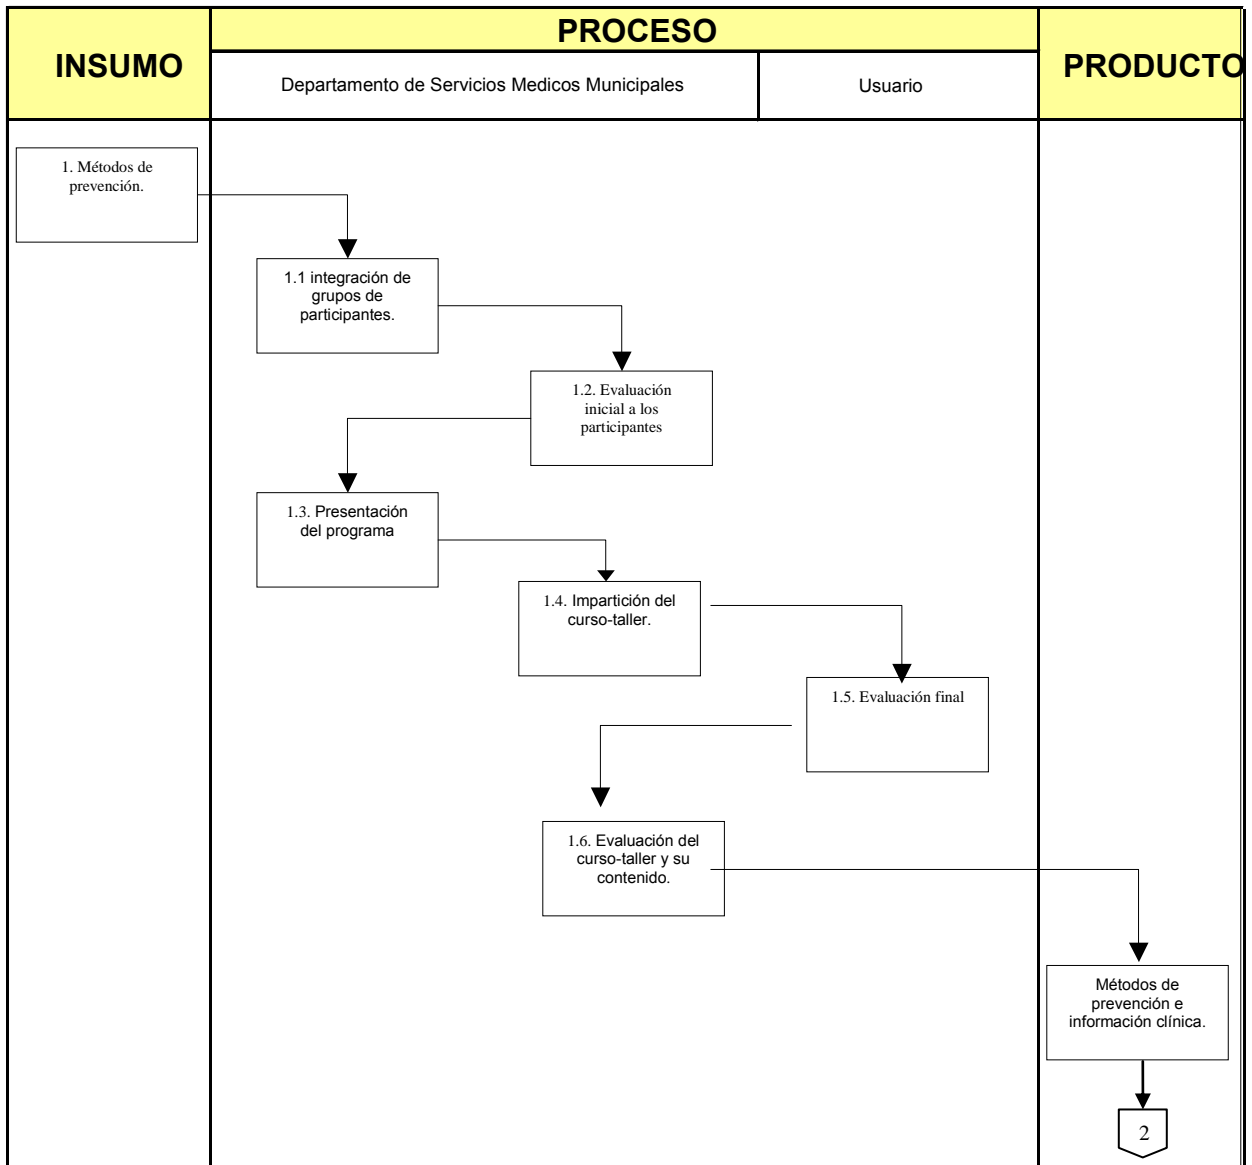 INSUMO
PROCESO
PRODUCTO
Departamento de Servicios Medicos Municipales
Usuario
1. Métodos de
prevención.
1.1 integración de
grupos de
participantes.
1.2. Evaluación
inicial a los
participantes
1.3. Presentación
del programa
1.4. Impartición del
curso-taller.
1.5. Evaluación final
1.6. Evaluación del
curso-taller y su
contenido.
Métodos de
prevención e
información clínica.
2